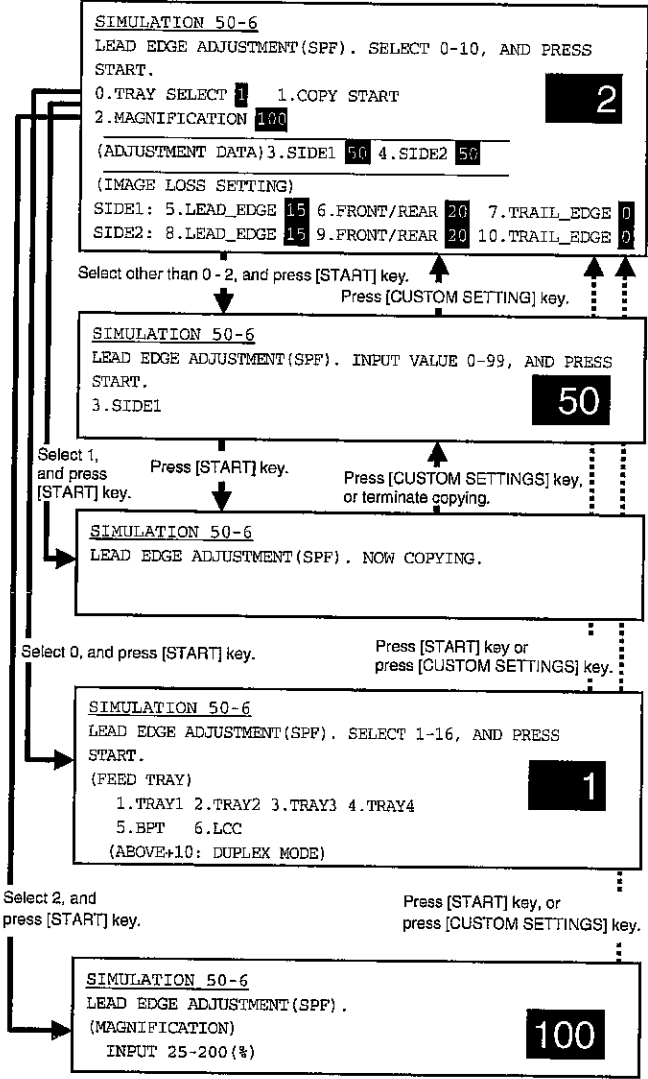 SIMULATION 50-6
LEAD EDGE ADJUSTMENT(SPF). SELECT 0-10, AND PRESS
START.
0.TRAY SELECT 1 1.COPY START
2
2.MAGNIFICATION 100
(ADJUSTMENT DATA)3.SIDE1 50 4.SIDE2 50
(IMAGE LOSS SETTING)
SIDE1: 5.LEAD_EDGE 15 6.FRONT/REAR 20 7.TRAIL_EDGE 0
SIDE2: 8.LEAD_EDGE 15 9.FRONT/REAR 20 10.TRAIL_EDGE 0
Select other than 0 - 2, and press [START] key.
Press [CUSTOM SETTING] key.
SIMULATION 50-6
LEAD EDGE ADJUSTMENT(SPF). INPUT VALUE 0-99, AND PRESS
START.
3.SIDE1
50
Select 1,
and press
[START] key.
Press [START] key.
Press [CUSTOM SETTINGS] key,
or terminate copying.
SIMULATION 50-6
LEAD EDGE ADJUSTMENT(SPF). NOW COPYING.
Select 0, and press [START] key.
Press [START] key or
press [CUSTOM SETTINGS] key.
SIMULATION 50-6
LEAD EDGE ADJUSTMENT(SPF). SELECT 1-16, AND PRESS
START.
(FEED TRAY)
1
1.TRAY1 2.TRAY2 3.TRAY3 4.TRAY4
5.BPT 6.LCC
(ABOVE+10: DUPLEX MODE)
Select 2, and
press [START] key.
Press [START] key, or
press [CUSTOM SETTINGS] key.
SIMULATION 50-6
LEAD EDGE ADJUSTMENT(SPF).
(MAGNIFICATION)
INPUT 25-200(%)
100